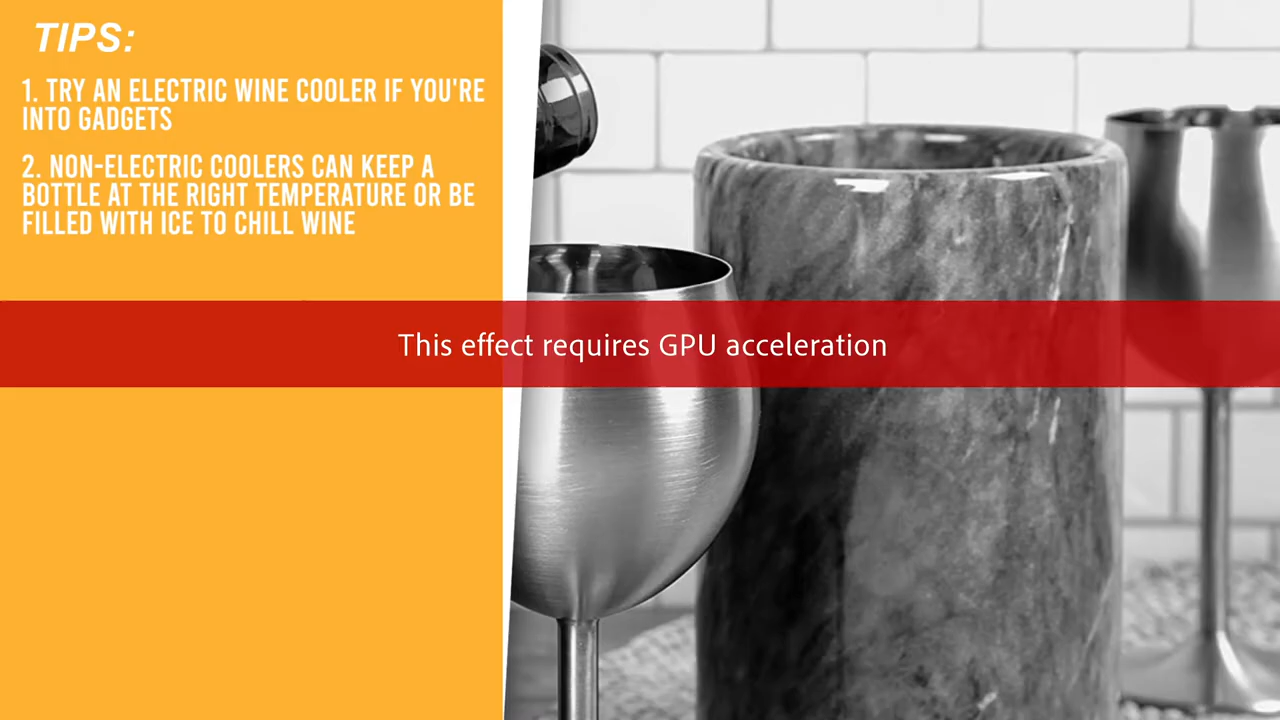 TIPS:
1. TRY AN ELECTRIC WINE COOLER IF YOU'RE
INTO GADGETS
2. NON-ELECTRIC COOLERS CAN KEEP A
BOTTLE AT THE RIGHT TEMPERATURE OR BE
FILLED WITH ICE TO CHILL WINE
This effect requires GPU acceleration